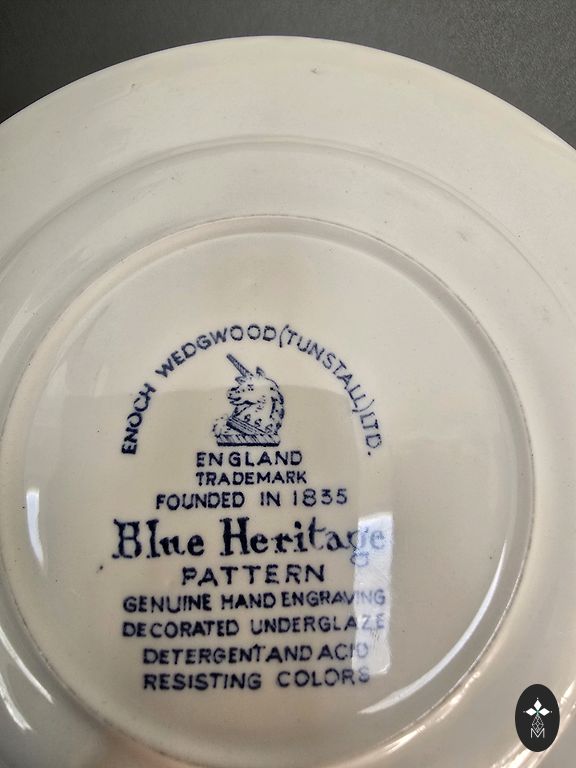 ENOCH WEDGWOOD (TUNSTALL) LTD.
ENGLAND
TRADEMARK
FOUNDED IN 1835
Blue Heritage
PATTERN
GENUINE HAND ENGRAVING
DECORATED UNDERGLAZE
DETERGENT AND ACID
RESISTING COLORS
M